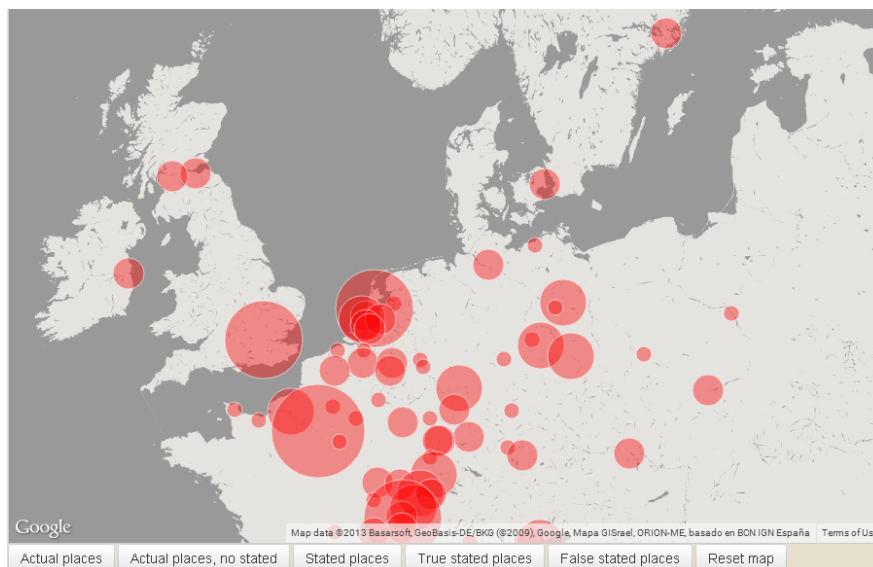 Google
Map data ©2013 Basarsoft, GeoBasis-DE/BKG (©2009), Google, Mapa GISrael, ORION-ME, basado en BCN IGN España Terms of Us
Actual places Actual places, no stated Stated places True stated places False stated places Reset map